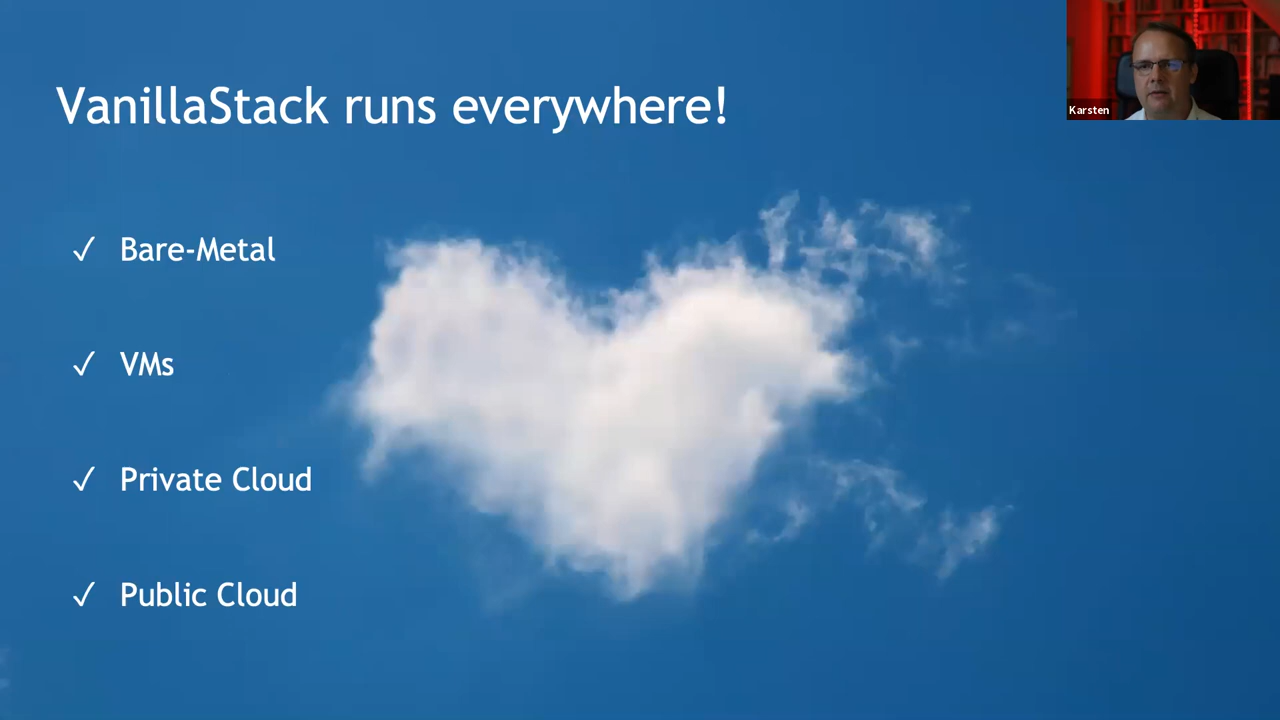 VanillaStack runs everywhere!
Karsten
✓ Bare-Metal
✓ VMs
✓ Private Cloud
✓ Public Cloud